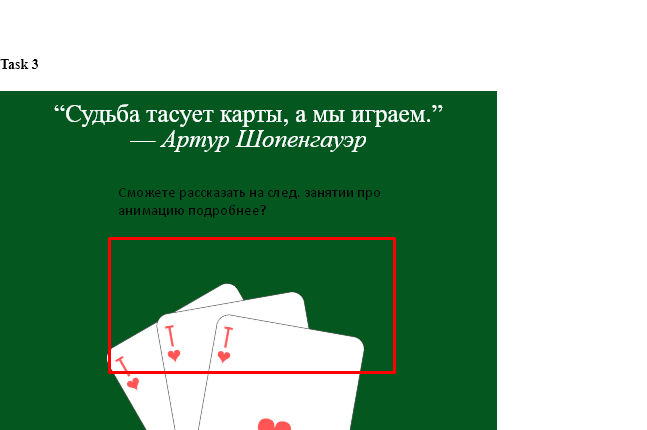 Task 3
“Судьба тасует карты, а мы играем.”
— Артур Шопенгауэр
Сможете рассказать на след. занятии про
анимацию подробнее?
Т
Т
Т